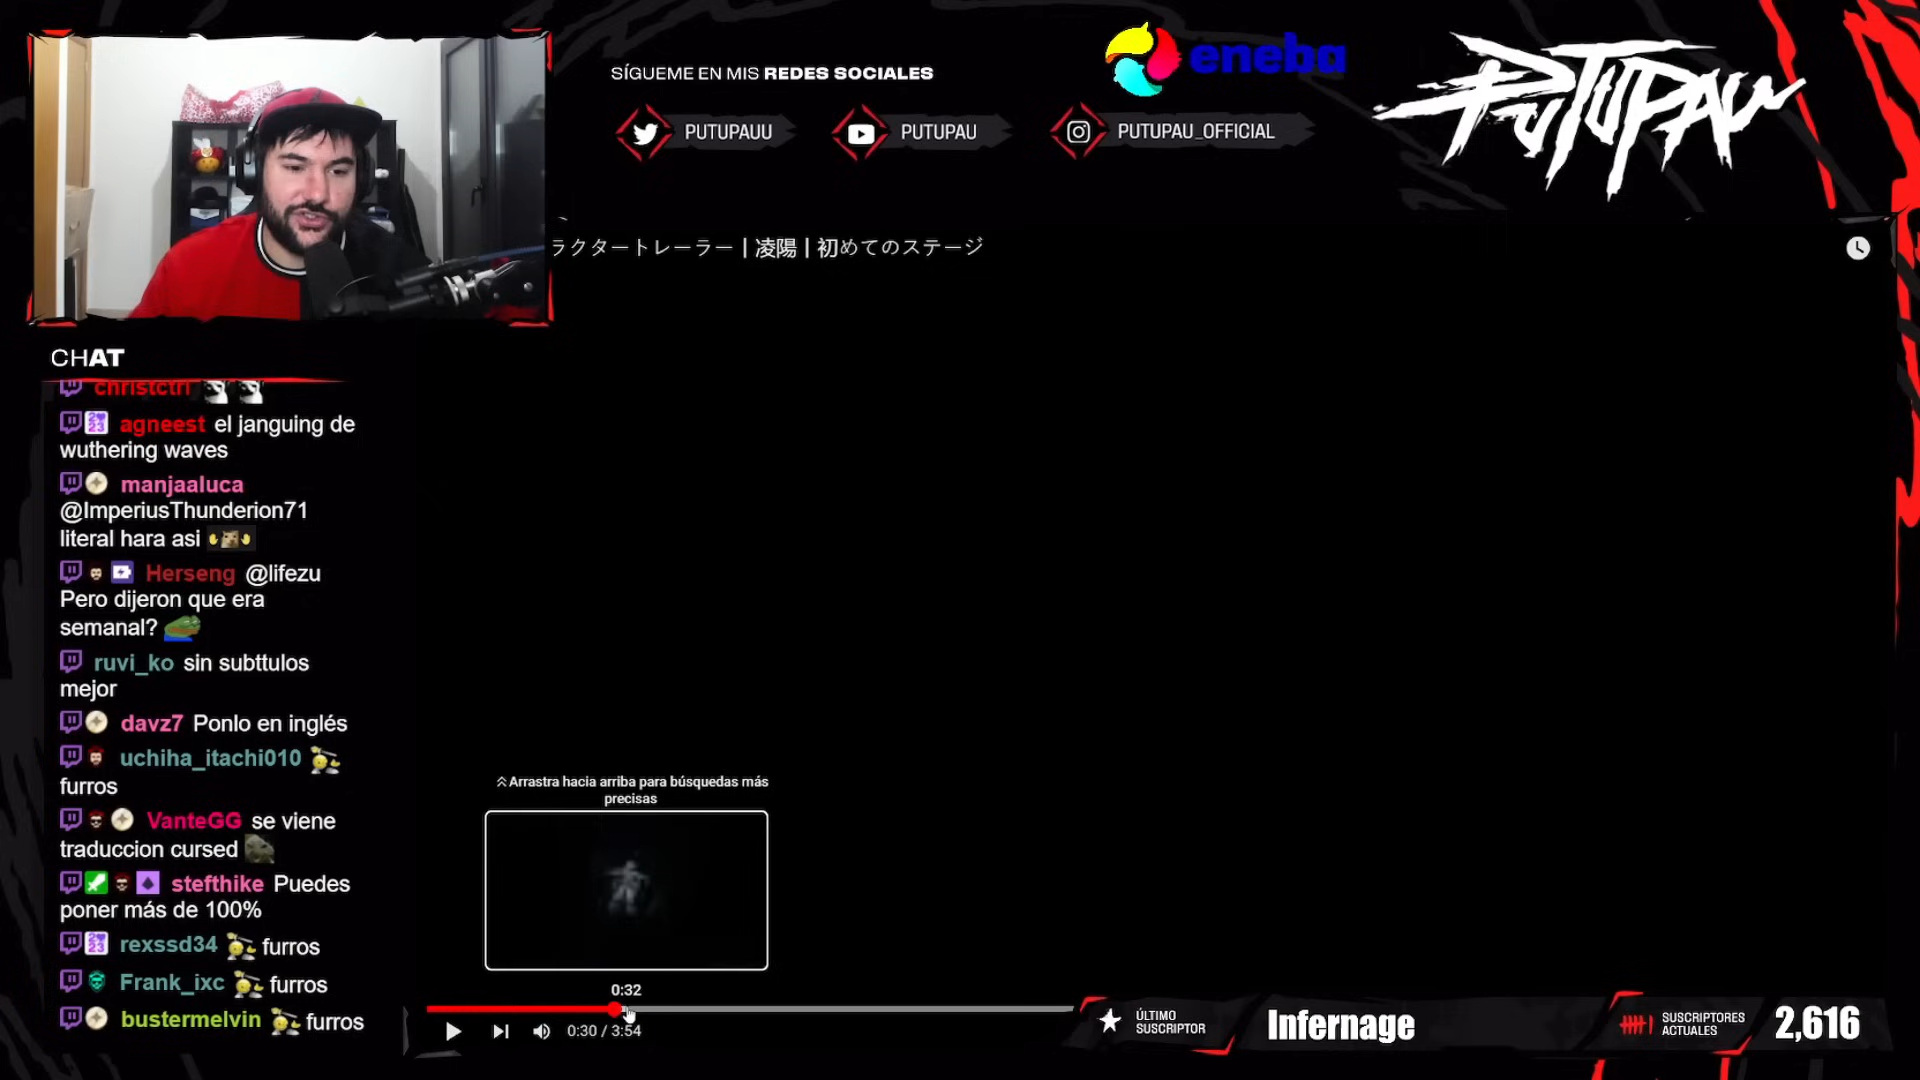 SÍGUEME EN MIS REDES SOCIALES
eneba
PUTUPAU
PUTUPAUU
PUTUPAU
PUTUPAU_OFFICIAL
ラクタートレーラー | 凌陽 | 初めてのステージ
CHAT
christctrl
agneest el janguing de
wuthering waves
manjaaluca
@ImperiusThunderion71
literal hara asi
Herseng @lifezu
Pero dijeron que era
semanal?
ruvi_ko sin subttulos
mejor
davz7 Ponlo en inglés
uchiha_itachi010
furros
VanteGG se viene
traduccion cursed
stefthike Puedes
poner más de 100%
rexssd34 furros
Frank_ixc furros
bustermelvin furros
Arrastra hacia arriba para búsquedas más
precisas
0:32
0:30 / 3:54
ÚLTIMO
SUSCRIPTOR
Infernage
SUSCRIPTORES
ACTUALES
2,616